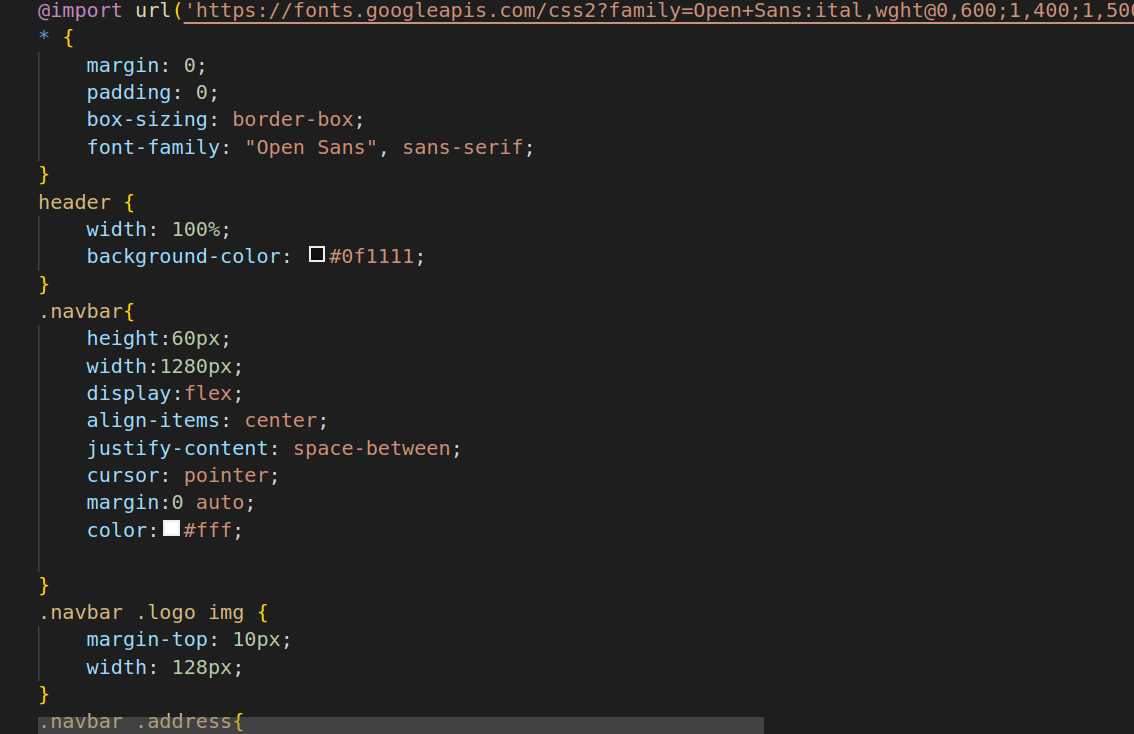 @import url('https://fonts.googleapis.com/css2?family=Open+Sans:ital,wght@0,600;1,400;1,500
* {
    margin: 0;
    padding: 0;
    box-sizing: border-box;
    font-family: "Open Sans", sans-serif;
}
header {
    width: 100%;
    background-color: #0f1111;
}
.navbar{
    height:60px;
    width:1280px;
    display:flex;
    align-items: center;
    justify-content: space-between;
    cursor: pointer;
    margin:0 auto;
    color:#fff;
}
.navbar .logo img {
    margin-top: 10px;
    width: 128px;
}
.navbar .address{